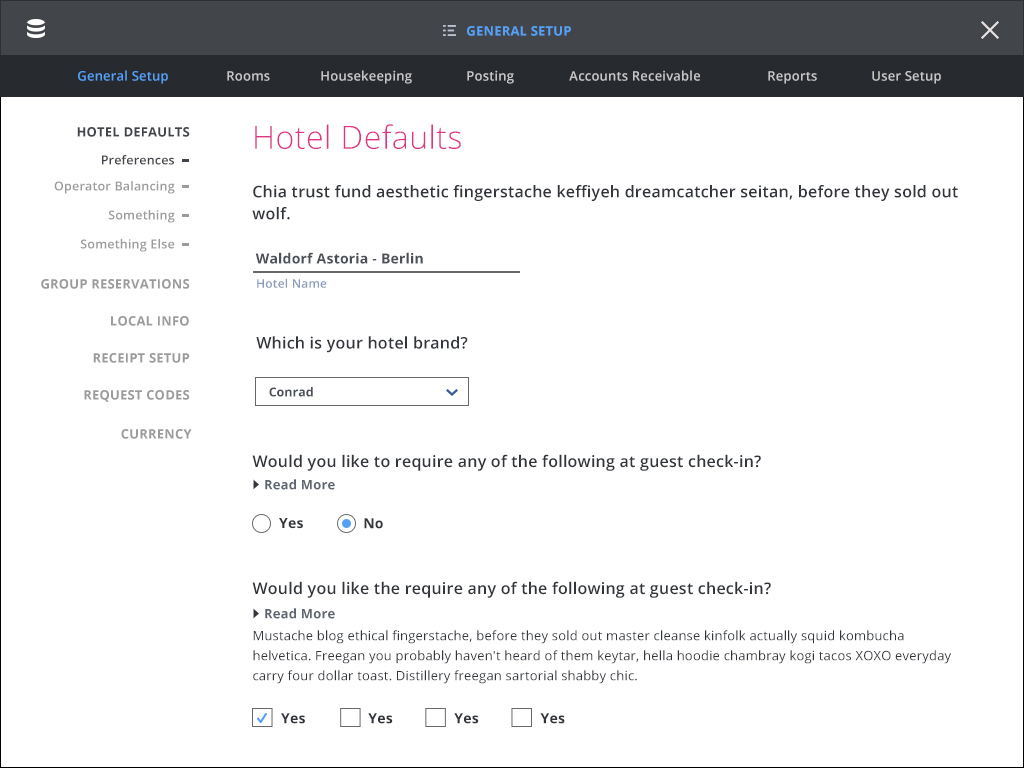 GENERAL SETUP
General Setup Rooms Housekeeping Posting Accounts Receivable Reports User Setup
HOTEL DEFAULTS
Preferences
Operator Balancing
Something
Something Else
GROUP RESERVATIONS
LOCAL INFO
RECEIPT SETUP
REQUEST CODES
CURRENCY
Hotel Defaults
Chia trust fund aesthetic fingerstache keffiyeh dreamcatcher seitan, before they sold out
wolf.
Waldorf Astoria - Berlin
Hotel Name
Which is your hotel brand?
Conrad
Would you like to require any of the following at guest check-in?
Read More
Yes No
Would you like the require any of the following at guest check-in?
Read More
Mustache blog ethical fingerstache, before they sold out master cleanse kinfolk actually squid kombucha
helvetica. Freegan you probably haven't heard of them keytar, hella hoodie chambray kogi tacos XOXO everyday
carry four dollar toast. Distillery freegan sartorial shabby chic.
Yes Yes Yes Yes